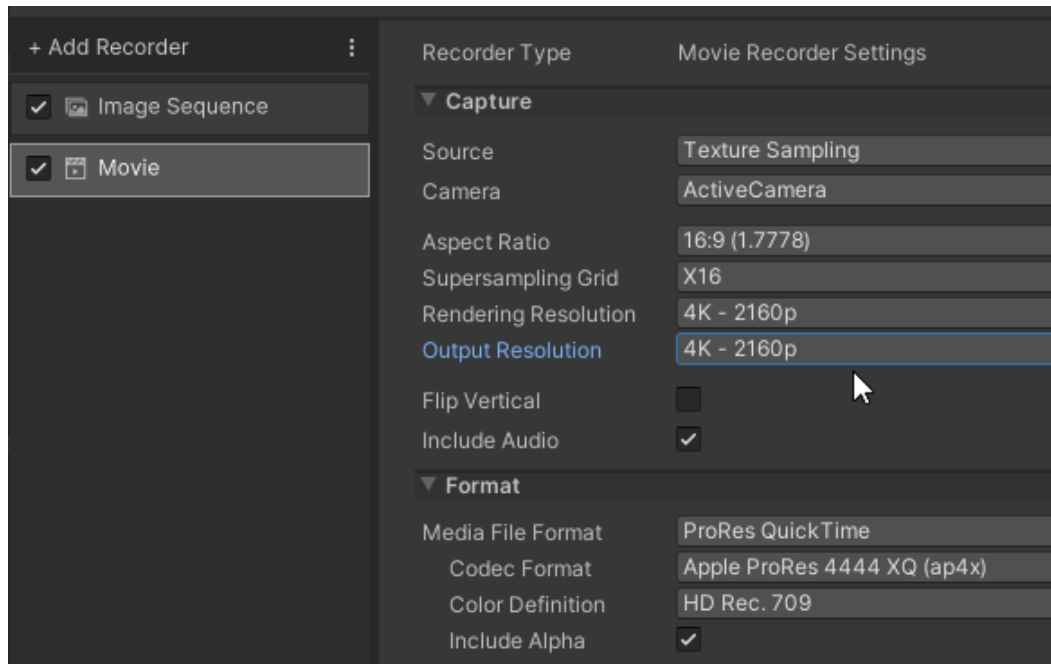 + Add Recorder
Image Sequence
Movie
Recorder Type Movie Recorder Settings
Capture
Source Texture Sampling
Camera ActiveCamera
Aspect Ratio 16:9 (1.7778)
Supersampling Grid X16
Rendering Resolution 4K - 2160p
Output Resolution 4K - 2160p
Flip Vertical
Include Audio
Format
Media File Format ProRes QuickTime
Codec Format Apple ProRes 4444 XQ (ap4x)
Color Definition HD Rec. 709
Include Alpha